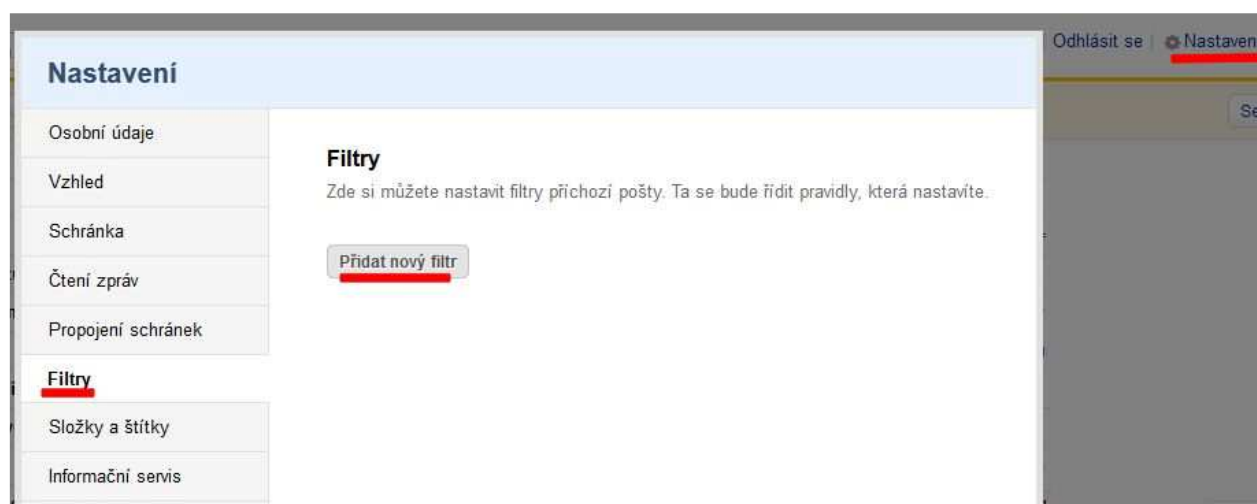 Odhlásit se | Nastaven
Nastavení
Se
Osobní údaje
Vzhled
Schránka
Čtení zpráv
Propojení schránek
Filtry
Složky a štítky
Informační servis
Filtry
Zde si můžete nastavit filtry příchozí pošty. Ta se bude řídit pravidly, která nastavíte.
Přidat nový filtr